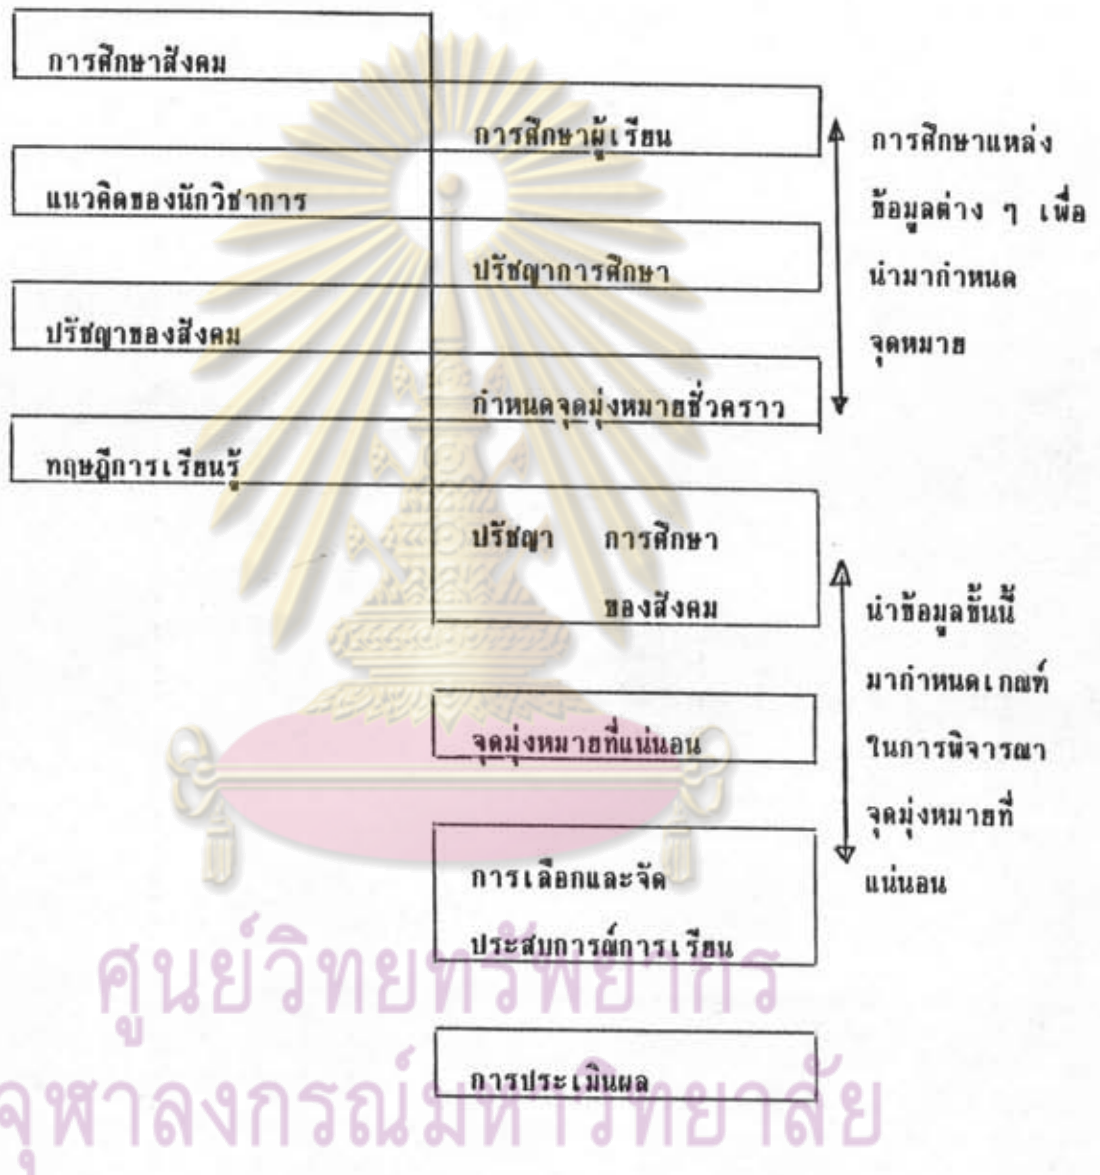 การศึกษาสังคม
การศึกษาผู้เรียน
แนวคิดของนักวิชาการ
ปรัชญาการศึกษา
ปรัชญาของสังคม
กำหนดจุดมุ่งหมายชั่วคราว
ทฤษฎีการเรียนรู้
การศึกษาแหล่ง
ข้อมูลต่าง ๆ เพื่อ
นำมากำหนด
จุดหมาย
ปรัชญา การศึกษา
ของสังคม
จุดมุ่งหมายที่แน่นอน
การเลือกและจัด
ประสบการณ์การเรียน
นำข้อมูลขั้นนี้
มากำหนดเกณฑ์
ในการพิจารณา
จุดมุ่งหมายที่
แน่นอน
การประเมินผล
ศูนย์วิทยทรัพยากร
จุฬาลงกรณ์มหาวิทยาลัย